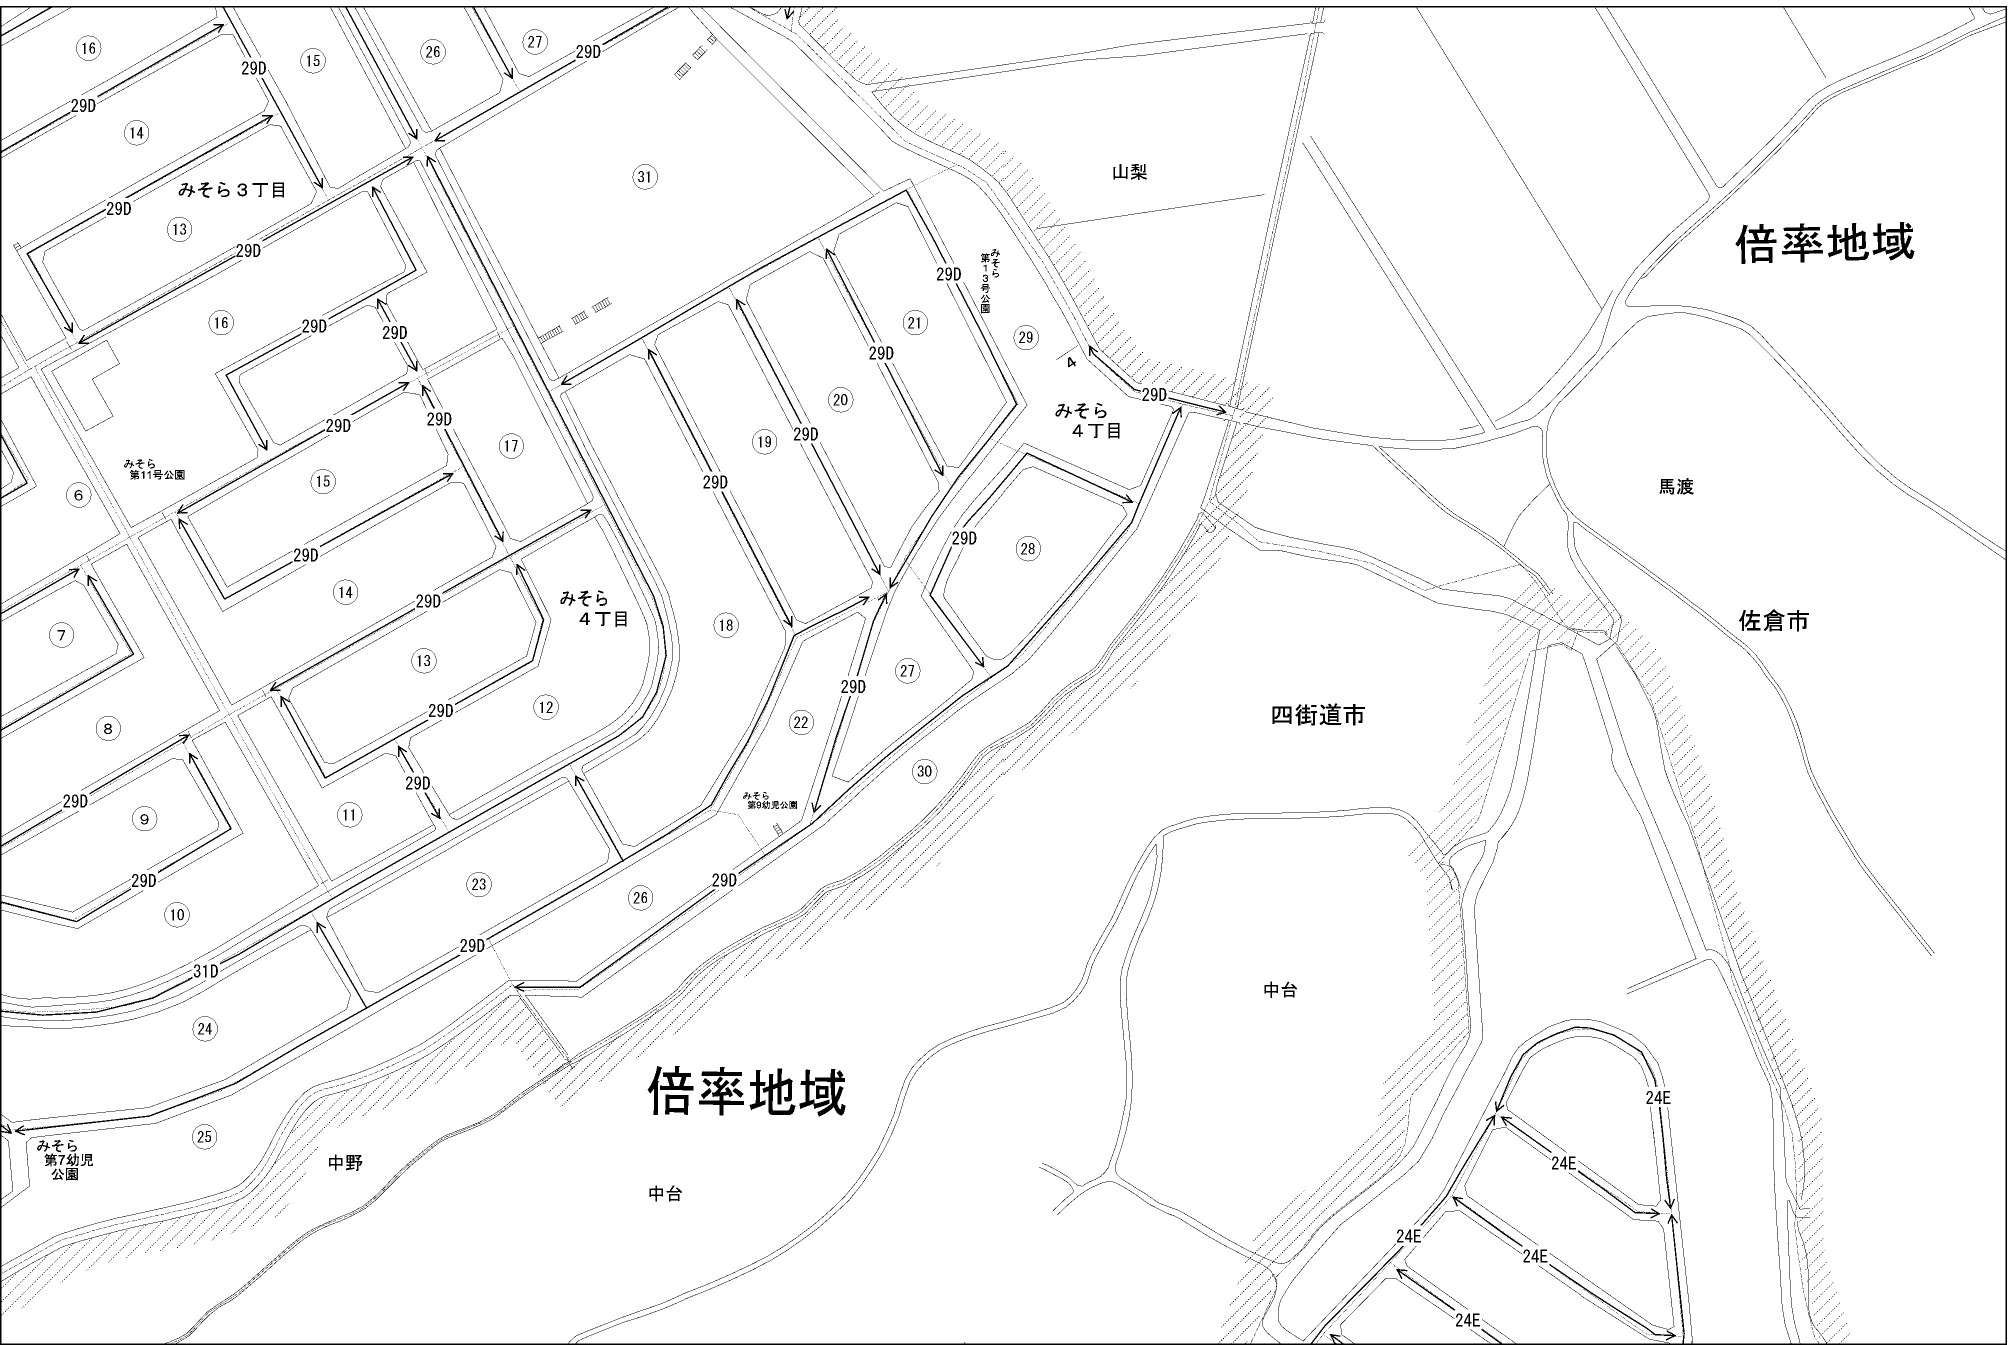 16
29D
15
26
27
29D
29D
14
31
山梨
みそら３丁目
29D
13
29D
倍率地域
29D
みそら
第13号公園
16
29D
29D
21
29
29D
4
29D
20
みそら
４丁目
29D
29D
29D
19
17
みそら
第11号公園
15
29D
6
馬渡
29D
28
29D
14
29D
みそら
４丁目
佐倉市
7
18
13
27
29D
29D
12
四街道市
22
8
30
29D
29D
みそら
第9幼児公園
11
9
29D
29D
23
26
10
29D
31D
中台
24
倍率地域
24E
みそら
第7幼児
公園
25
中野
24E
中台
24E
24E
24E